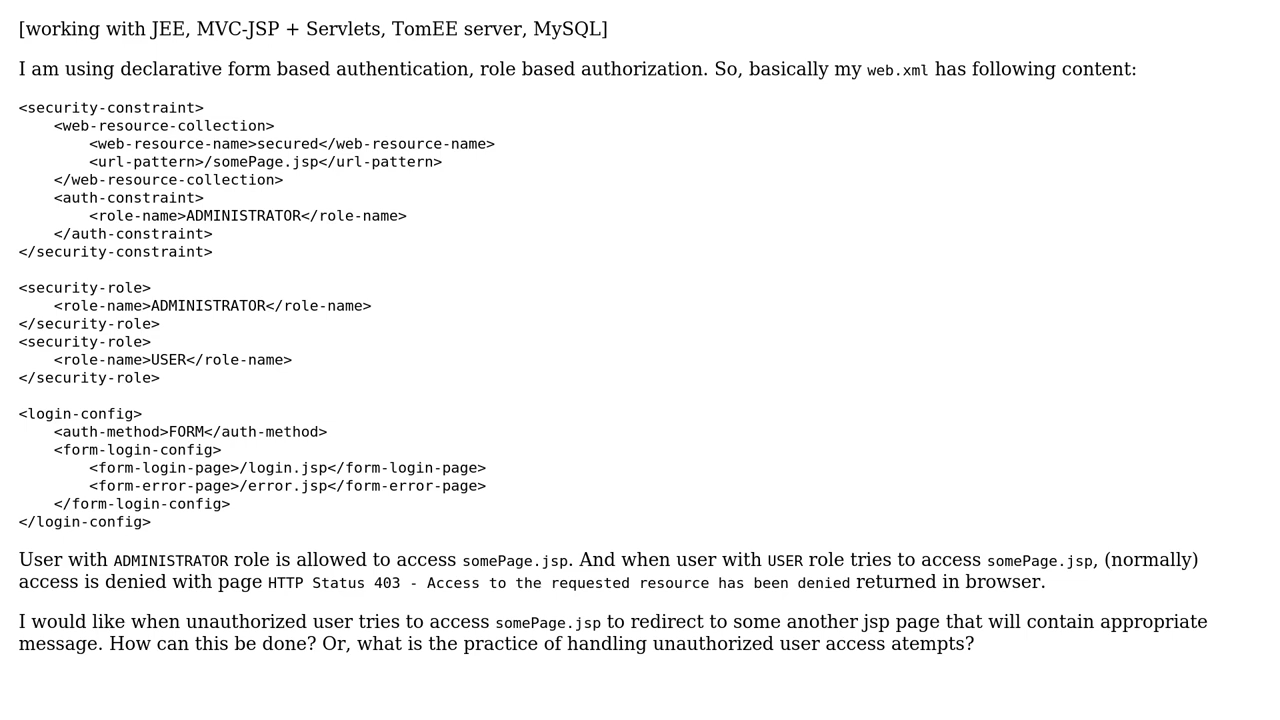 [working with JEE, MVC-JSP + Servlets, TomEE server, MySQL]
I am using declarative form based authentication, role based authorization. So, basically my web.xml has following content:
<security-constraint>
    <web-resource-collection>
        <web-resource-name>secured</web-resource-name>
        <url-pattern>/somePage.jsp</url-pattern>
    </web-resource-collection>
    <auth-constraint>
        <role-name>ADMINISTRATOR</role-name>
    </auth-constraint>
</security-constraint>

<security-role>
    <role-name>ADMINISTRATOR</role-name>
</security-role>
<security-role>
    <role-name>USER</role-name>
</security-role>

<login-config>
    <auth-method>FORM</auth-method>
    <form-login-config>
        <form-login-page>/login.jsp</form-login-page>
        <form-error-page>/error.jsp</form-error-page>
    </form-login-config>
</login-config>
User with ADMINISTRATOR role is allowed to access somePage.jsp. And when user with USER role tries to access somePage.jsp, (normally)
access is denied with page HTTP Status 403 - Access to the requested resource has been denied returned in browser.
I would like when unauthorized user tries to access somePage.jsp to redirect to some another jsp page that will contain appropriate
message. How can this be done? Or, what is the practice of handling unauthorized user access atempts?